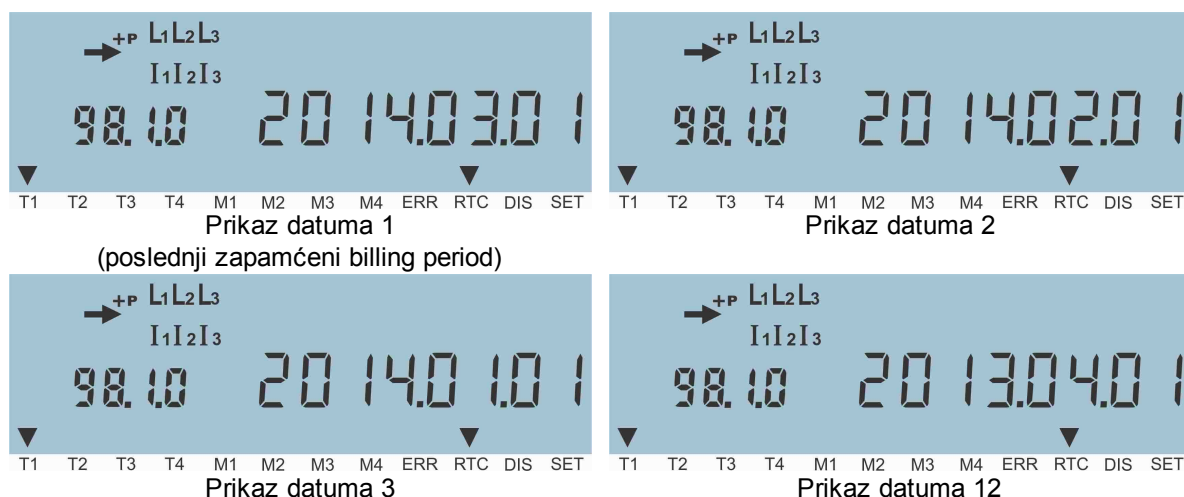 +P L1L2L3
I1I2I3
98.1.0 2014.03.01
T1 T2 T3 T4 M1 M2 M3 M4 ERR RTC DIS SET
Prikaz datuma 1
(poslednji zapamćeni billing period)
+P L1L2L3
I1I2I3
98.1.0 2014.02.01
T1 T2 T3 T4 M1 M2 M3 M4 ERR RTC DIS SET
Prikaz datuma 2
+P L1L2L3
I1I2I3
98.1.0 2014.01.01
T1 T2 T3 T4 M1 M2 M3 M4 ERR RTC DIS SET
Prikaz datuma 3
+P L1L2L3
I1I2I3
98.1.0 2013.04.01
T1 T2 T3 T4 M1 M2 M3 M4 ERR RTC DIS SET
Prikaz datuma 12